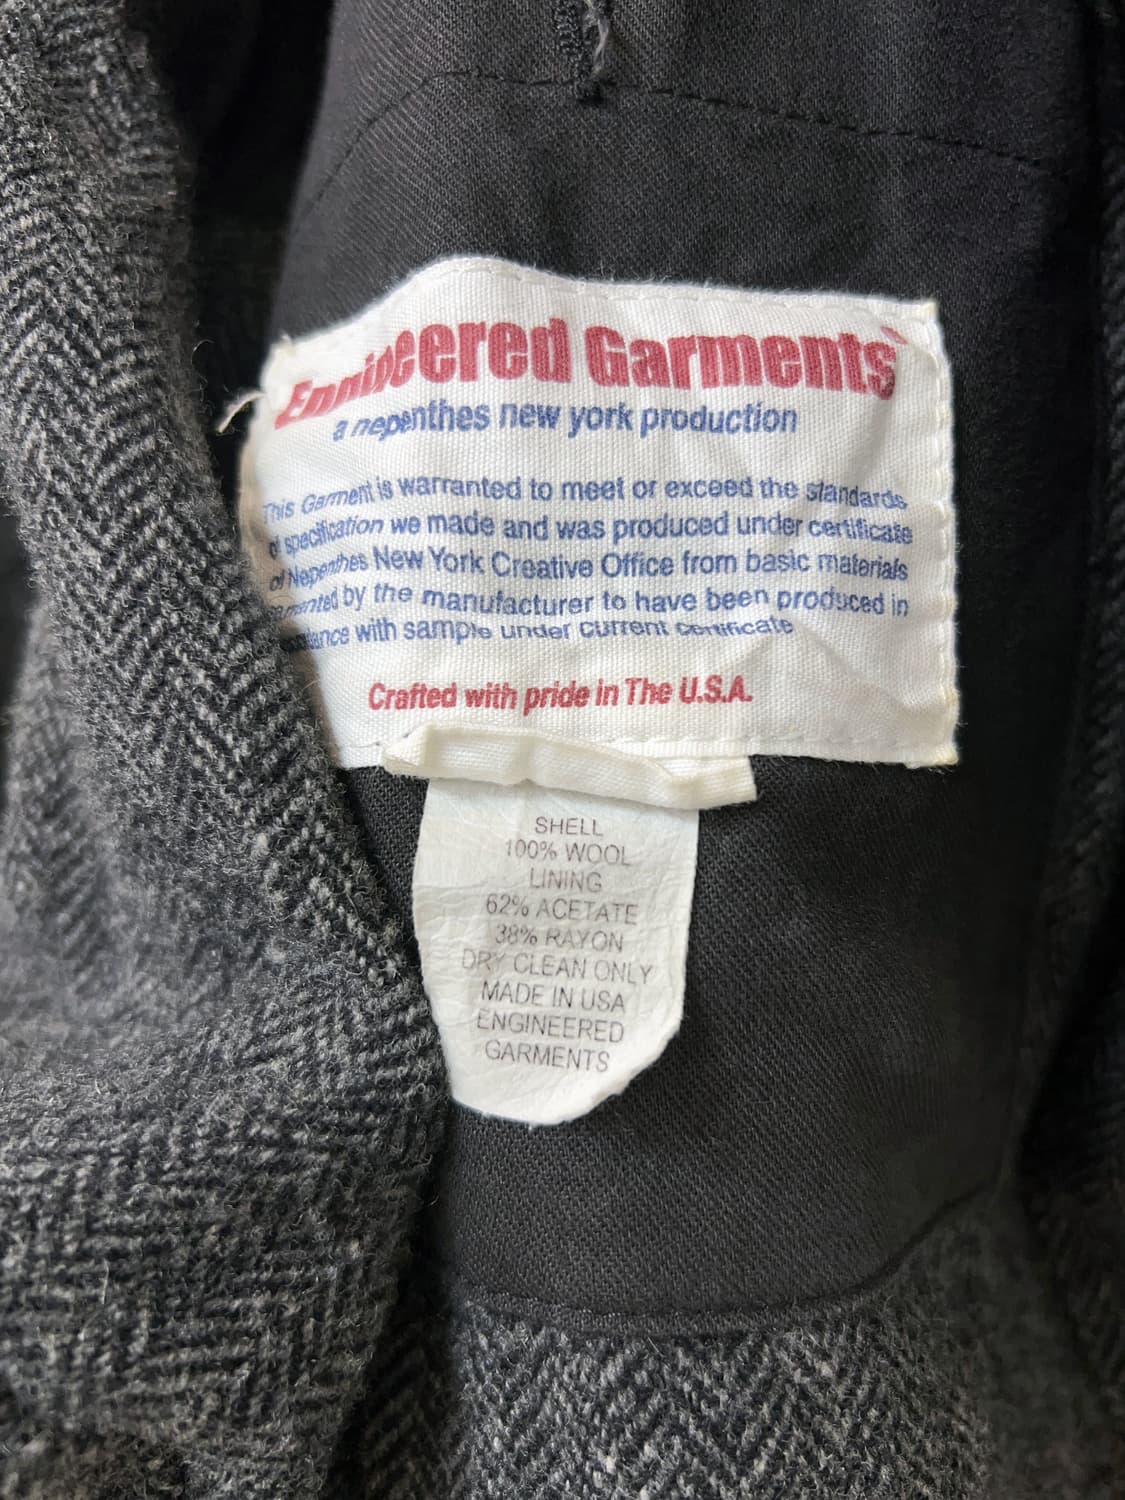 Engineered Garments
a nepenthes new york production
This Garment is warranted to meet or exceed the standards
of specification we made and was produced under certificate
of Nepenthes New York Creative Office from basic materials
by the manufacturer to have been produced in
with sample under current certificate
Crafted with pride in The U.S.A.
SHELL
100% WOOL
LINING
62% ACETATE
38% RAYON
DRY CLEAN ONLY
MADE IN USA
ENGINEERED
GARMENTS